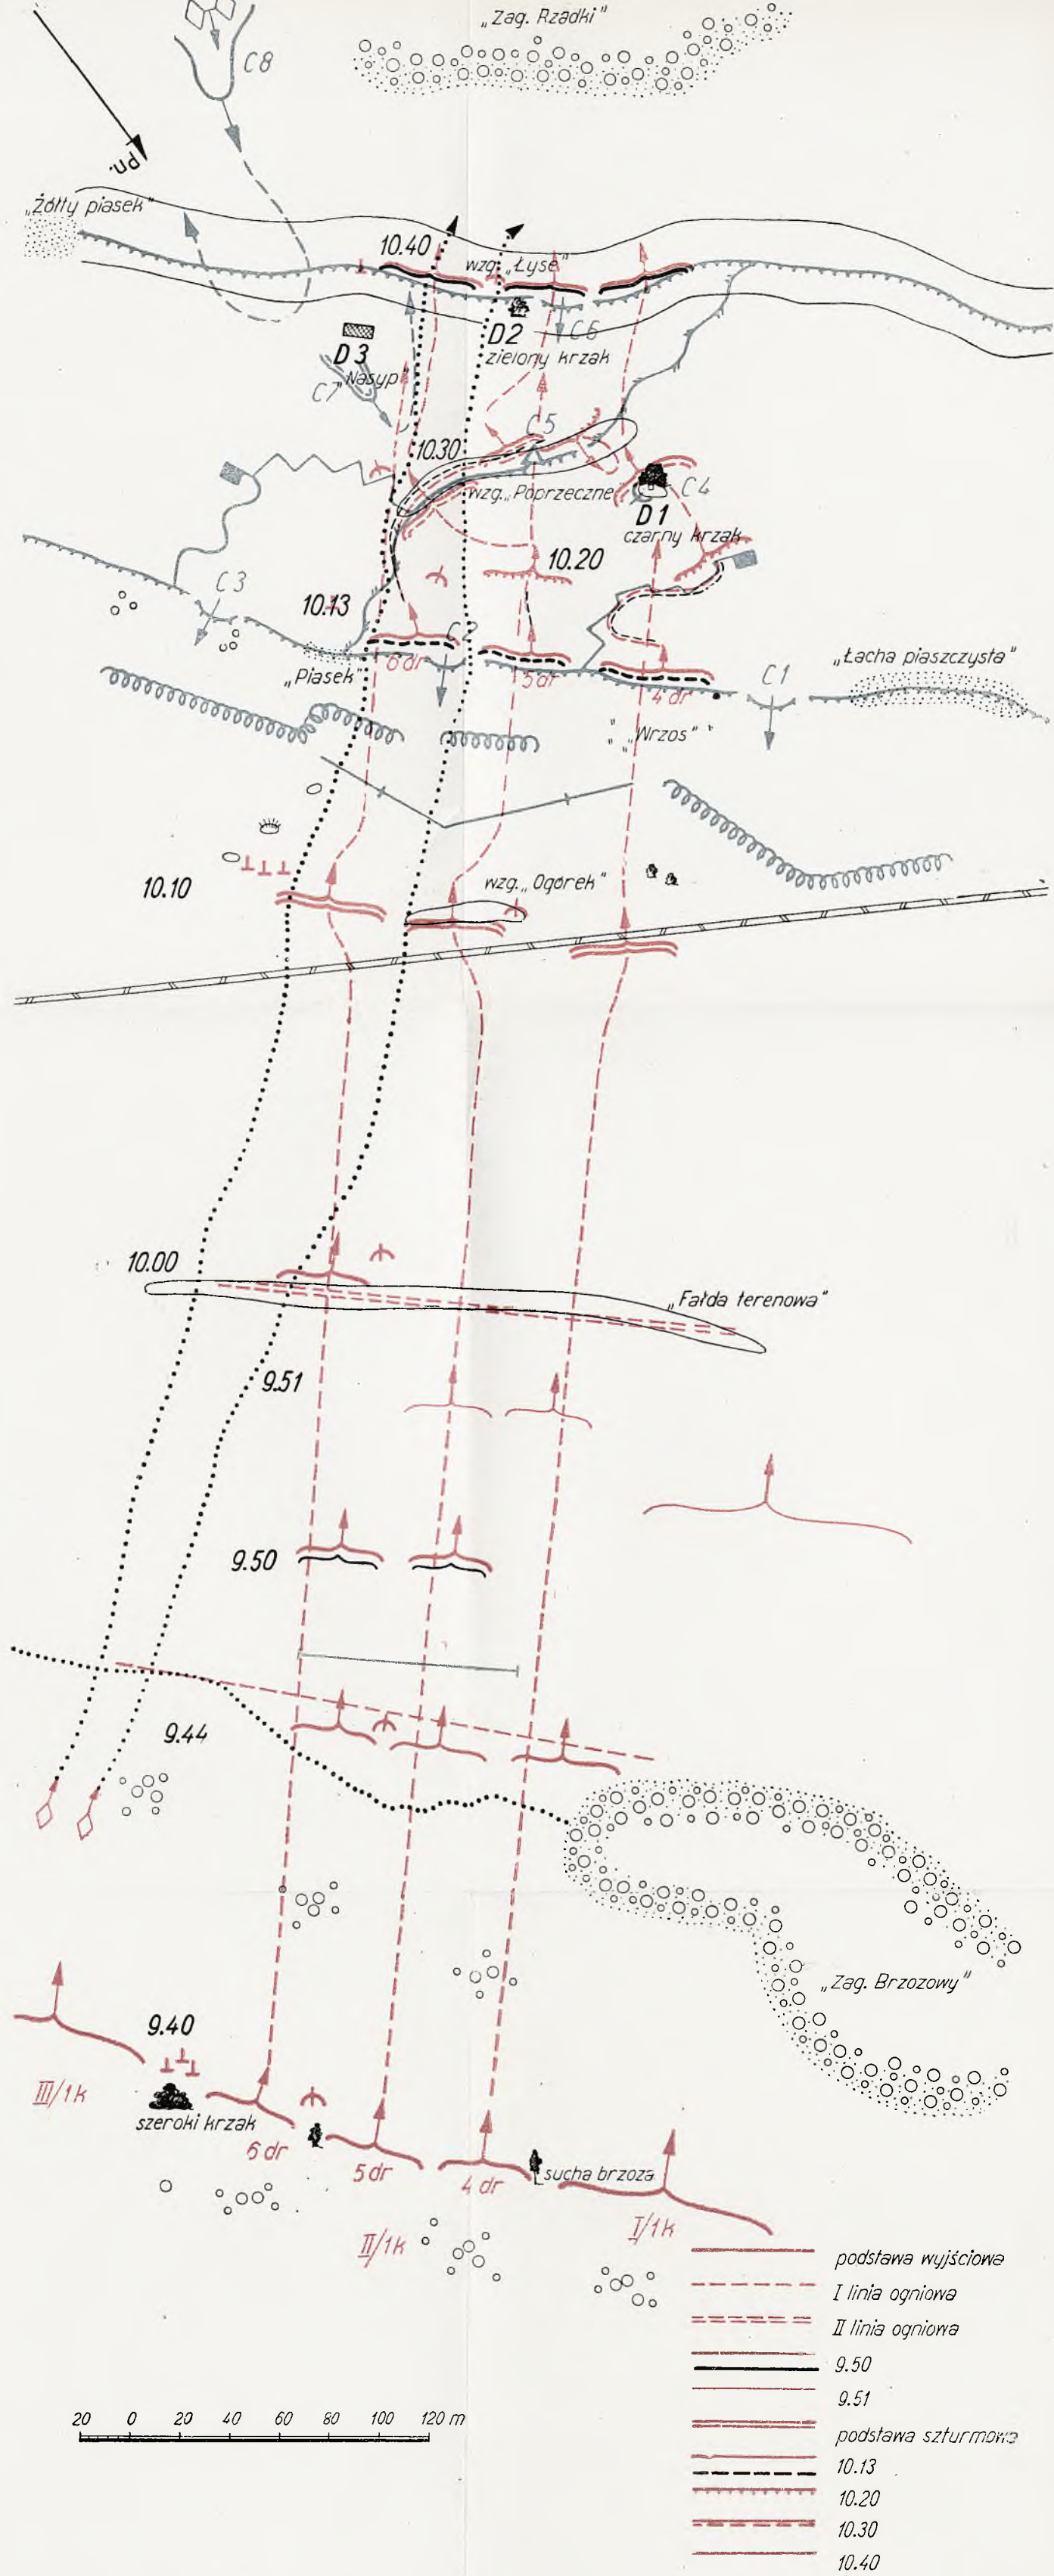 „Zag. Rzadki"
C8
Pn.
„Żółty piasek"
10.40
wzg. „Łyse"
D2
C6
zielony krzak
D3
„Nasyp"
C7
C5
10.30
wzg. „Poprzeczne"
C4
D1
czarny krzak
10.20
C3
10.13
„Piasek"
6 dr
5 dr
4 dr
C1
„Łacha piaszczysta"
„Wrzos"
10.10
wzg. „Ogórek"
10.00
„Fałda terenowa"
9.51
9.50
9.44
„Zag. Brzozowy"
9.40
III/1k
szeroki krzak
6 dr
5 dr
4 dr
sucha brzoza
II/1k
I/1k
podstawa wyjściowa
I linia ogniowa
II linia ogniowa
9.50
9.51
podstawa szturmowa
10.13
10.20
10.30
10.40
20 0 20 40 60 80 100 120 m